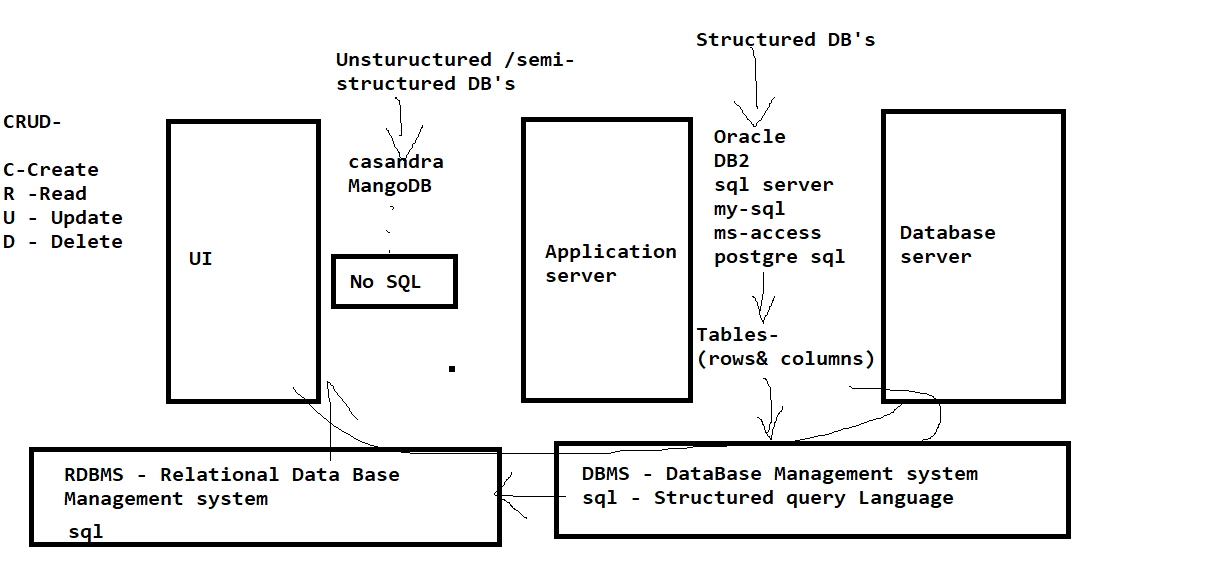 Structured DB's
Unsturuc​tured /semi-
structured DB's
CRUD-
C-Create
R -Read
U - Update
D - Delete
UI
casandra
MangoDB
No SQL
Application
server
Oracle
DB2
sql server
my-sql
ms-access
postgre sql
Tables-
(rows& columns)
Database
server
RDBMS - Relational Data Base
Management system
sql
DBMS - DataBase Management system
sql - Structured query Language